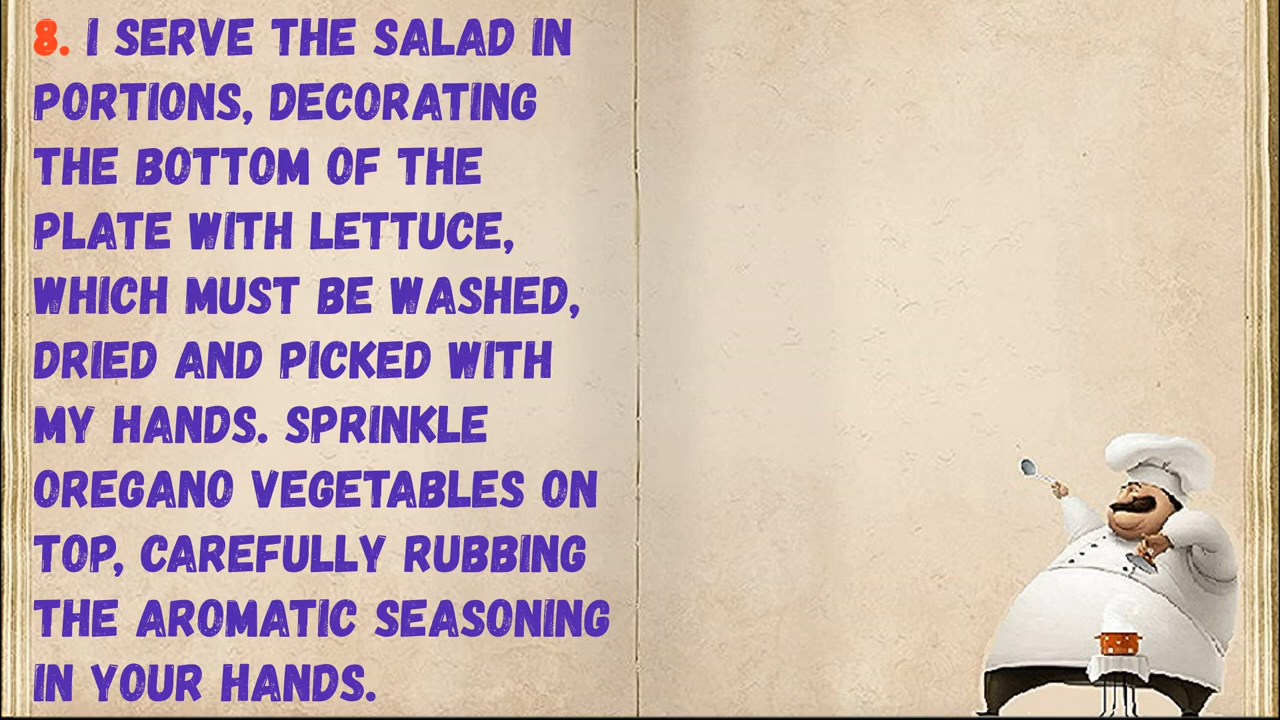 8. I SERVE THE SALAD IN
PORTIONS, DECORATING
THE BOTTOM OF THE
PLATE WITH LETTUCE,
WHICH MUST BE WASHED,
DRIED AND PICKED WITH
MY HANDS. SPRINKLE
OREGANO VEGETABLES ON
TOP, CAREFULLY RUBBING
THE AROMATIC SEASONING
IN YOUR HANDS.